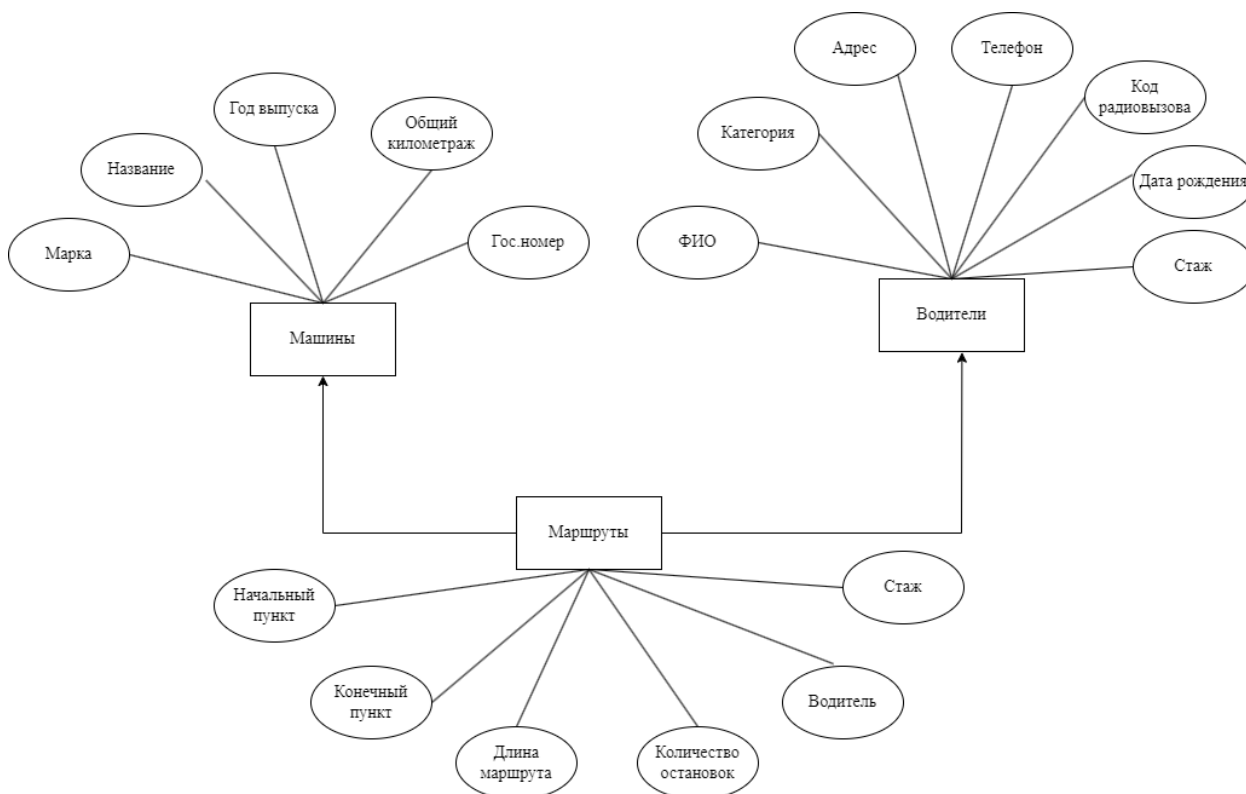 Адрес
Телефон
Код
радиовызова
Год выпуска
Общий
километраж
Категория
Название
Дата рождения
Марка
Гос.номер
ФИО
Стаж
Машины
Водители
Маршруты
Стаж
Начальный
пункт
Конечный
пункт
Водитель
Длина
маршрута
Количество
остановок